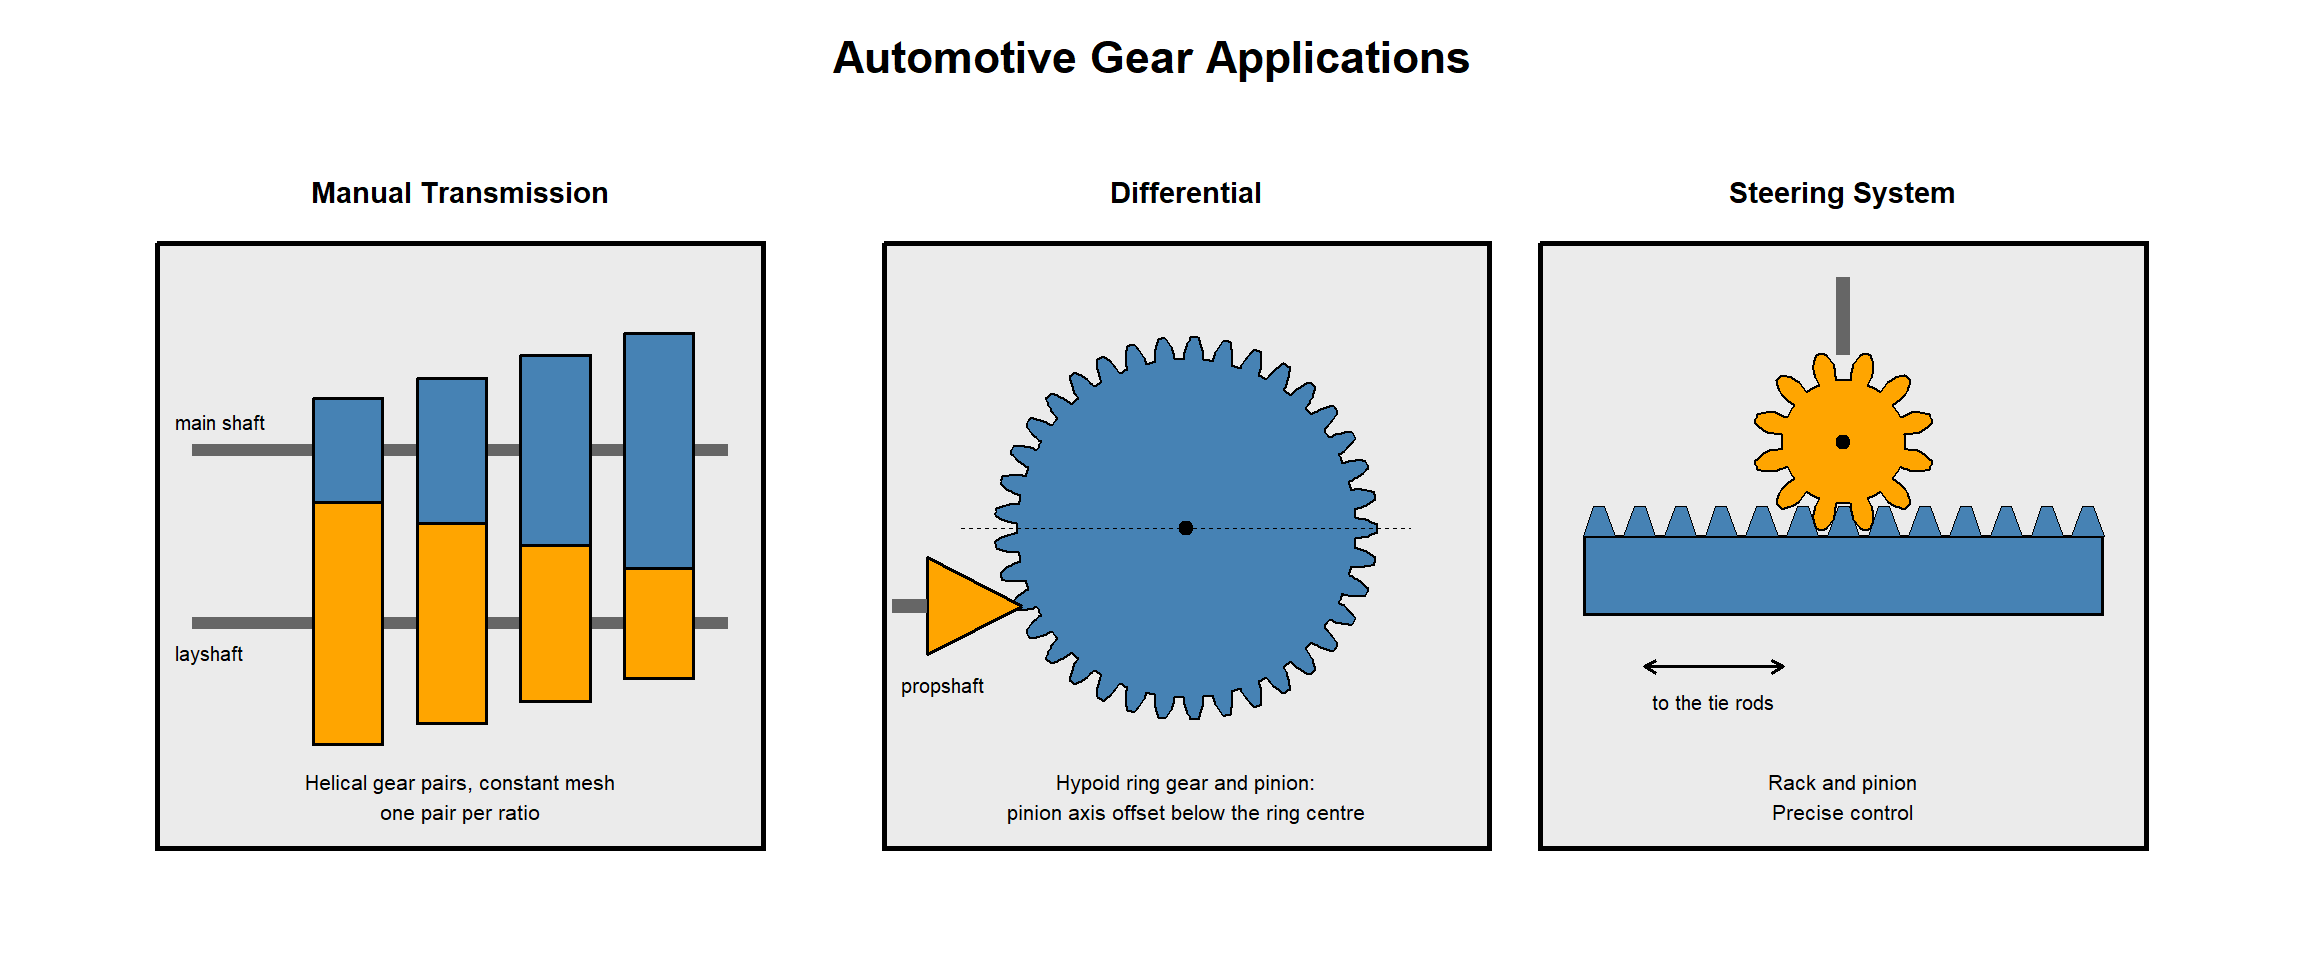 Automotive Gear Applications
Manual Transmission
main shaft
layshaft
Helical gear pairs, constant mesh
one pair per ratio
Differential
propshaft
Hypoid ring gear and pinion:
pinion axis offset below the ring centre
Steering System
to the tie rods
Rack and pinion
Precise control